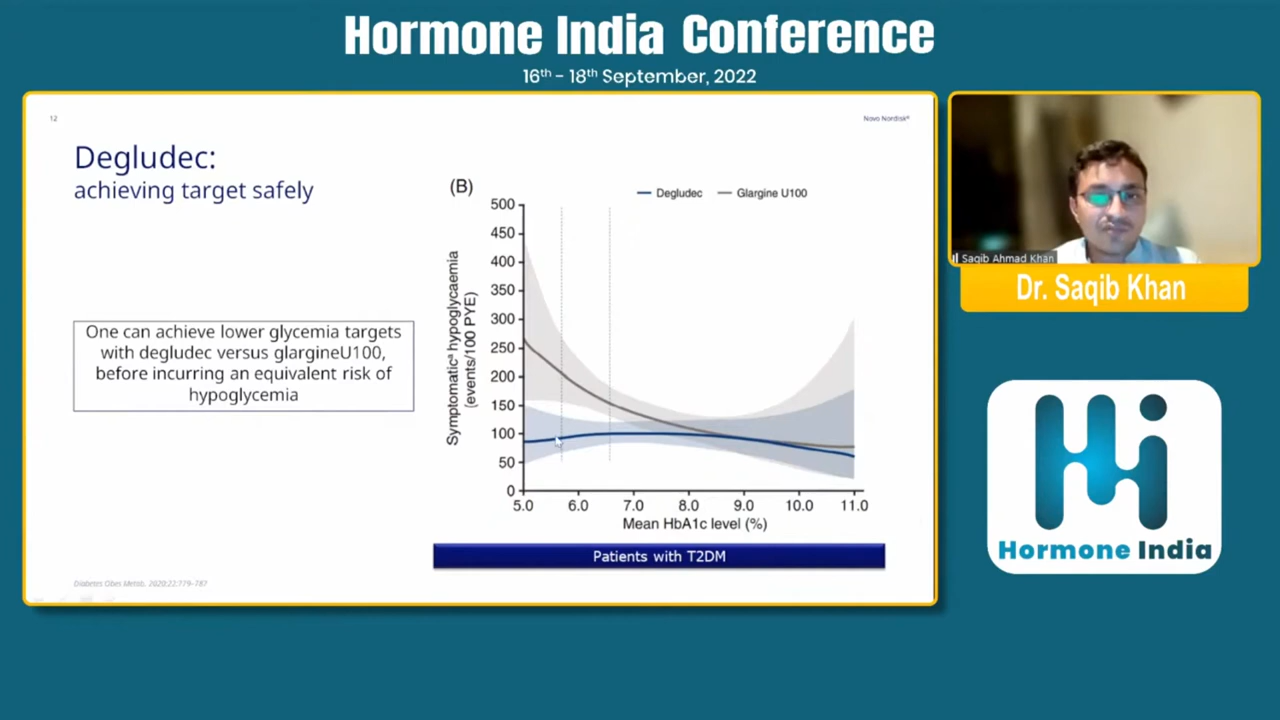 Hormone India Conference
16th - 18th September, 2022
12
Novo Nordisk®
Degludec:
achieving target safely
One can achieve lower glycemia targets
with degludec versus glargineU100,
before incurring an equivalent risk of
hypoglycemia
(B)
Degludec
Glargine U100
Symptomaticᵃ hypoglycaemia
(events/100 PYE)
500
450
400
350
300
250
200
150
100
50
0
5.0 6.0 7.0 8.0 9.0 10.0 11.0
Mean HbA1c level (%)
Patients with T2DM
Diabetes Obes Metab. 2020;22:779-787
Saqib Ahmad Khan
Dr. Saqib Khan
Hi
Hormone India